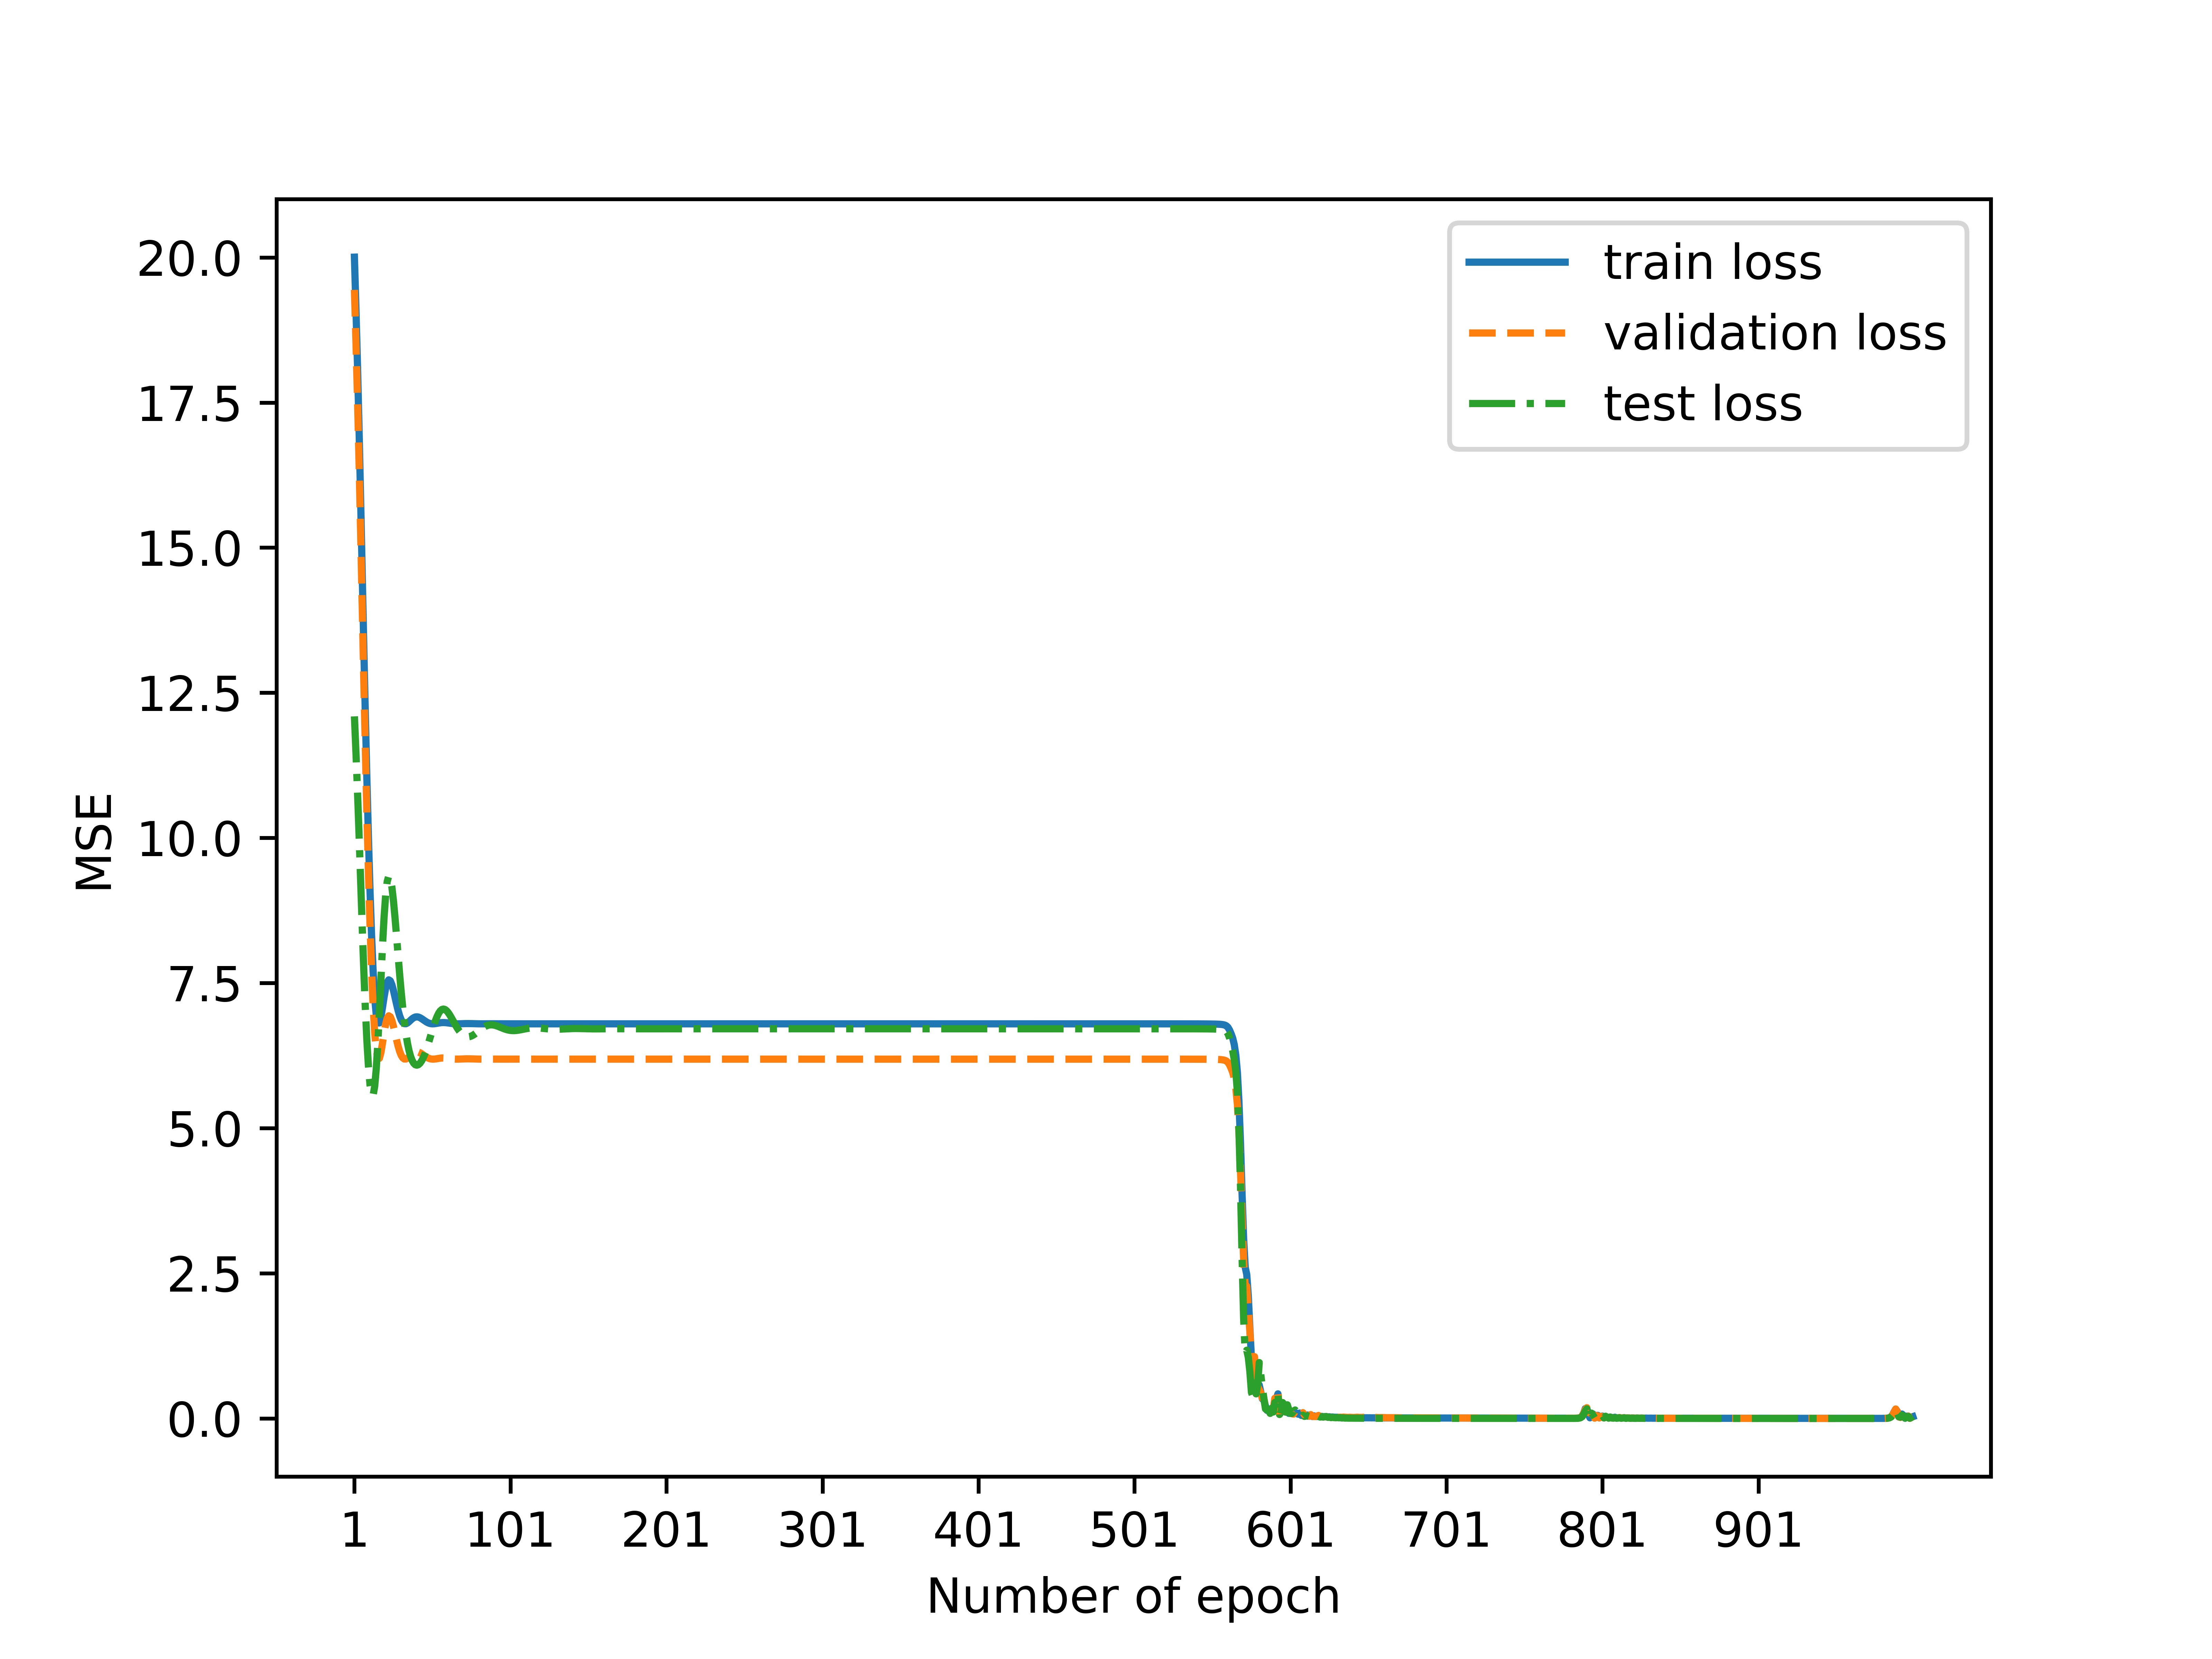 train loss
validation loss
test loss
20.0
17.5
15.0
12.5
10.0
7.5
5.0
2.5
0.0
MSE
1 101 201 301 401 501 601 701 801 901
Number of epoch